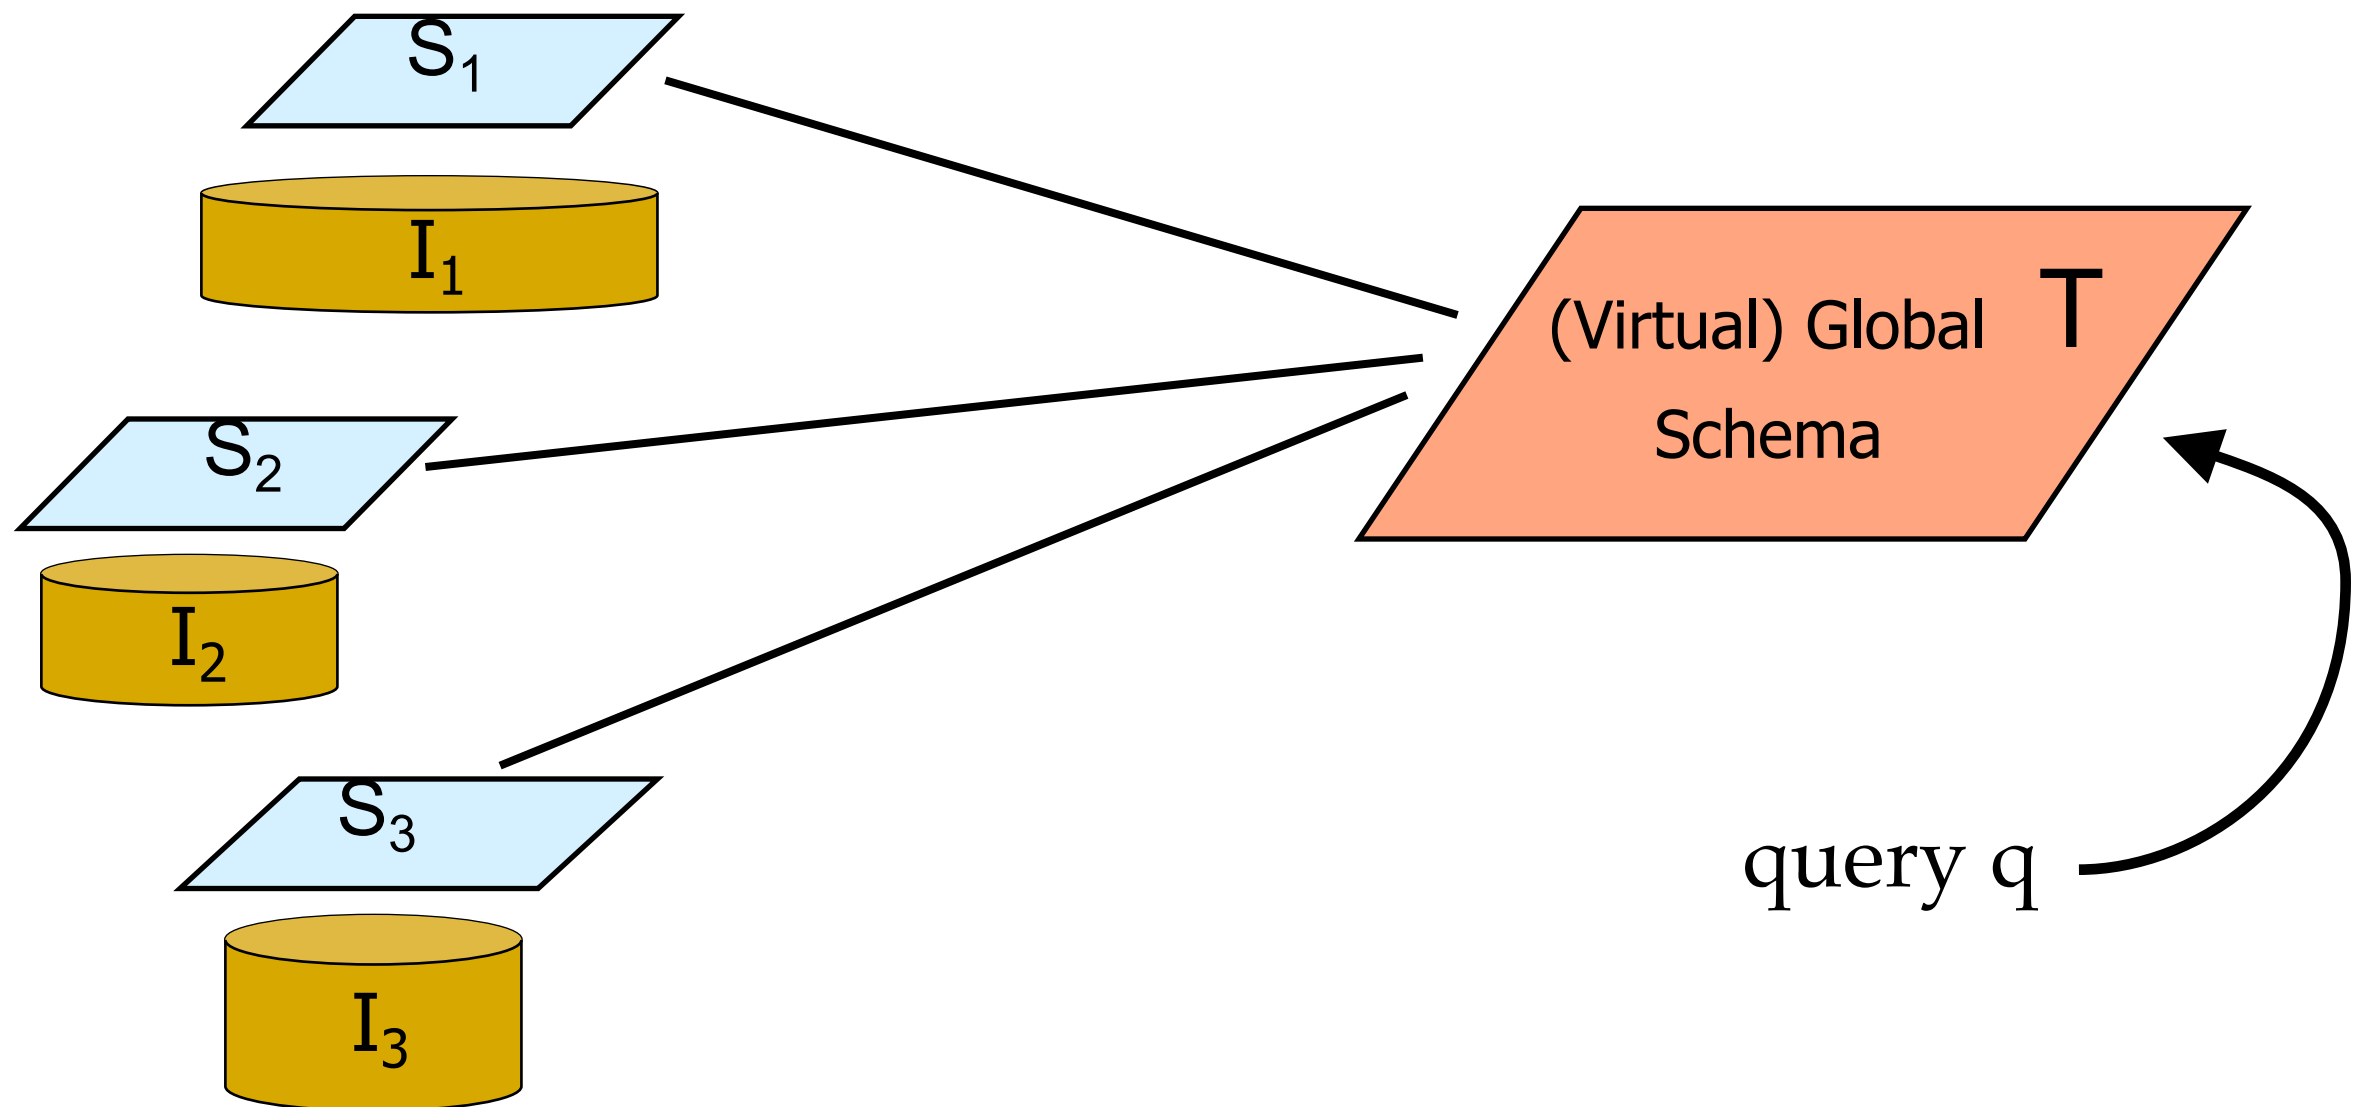 S₁
I₁
(Virtual) Global T
Schema
S₂
I₂
S₃
query q
I₃